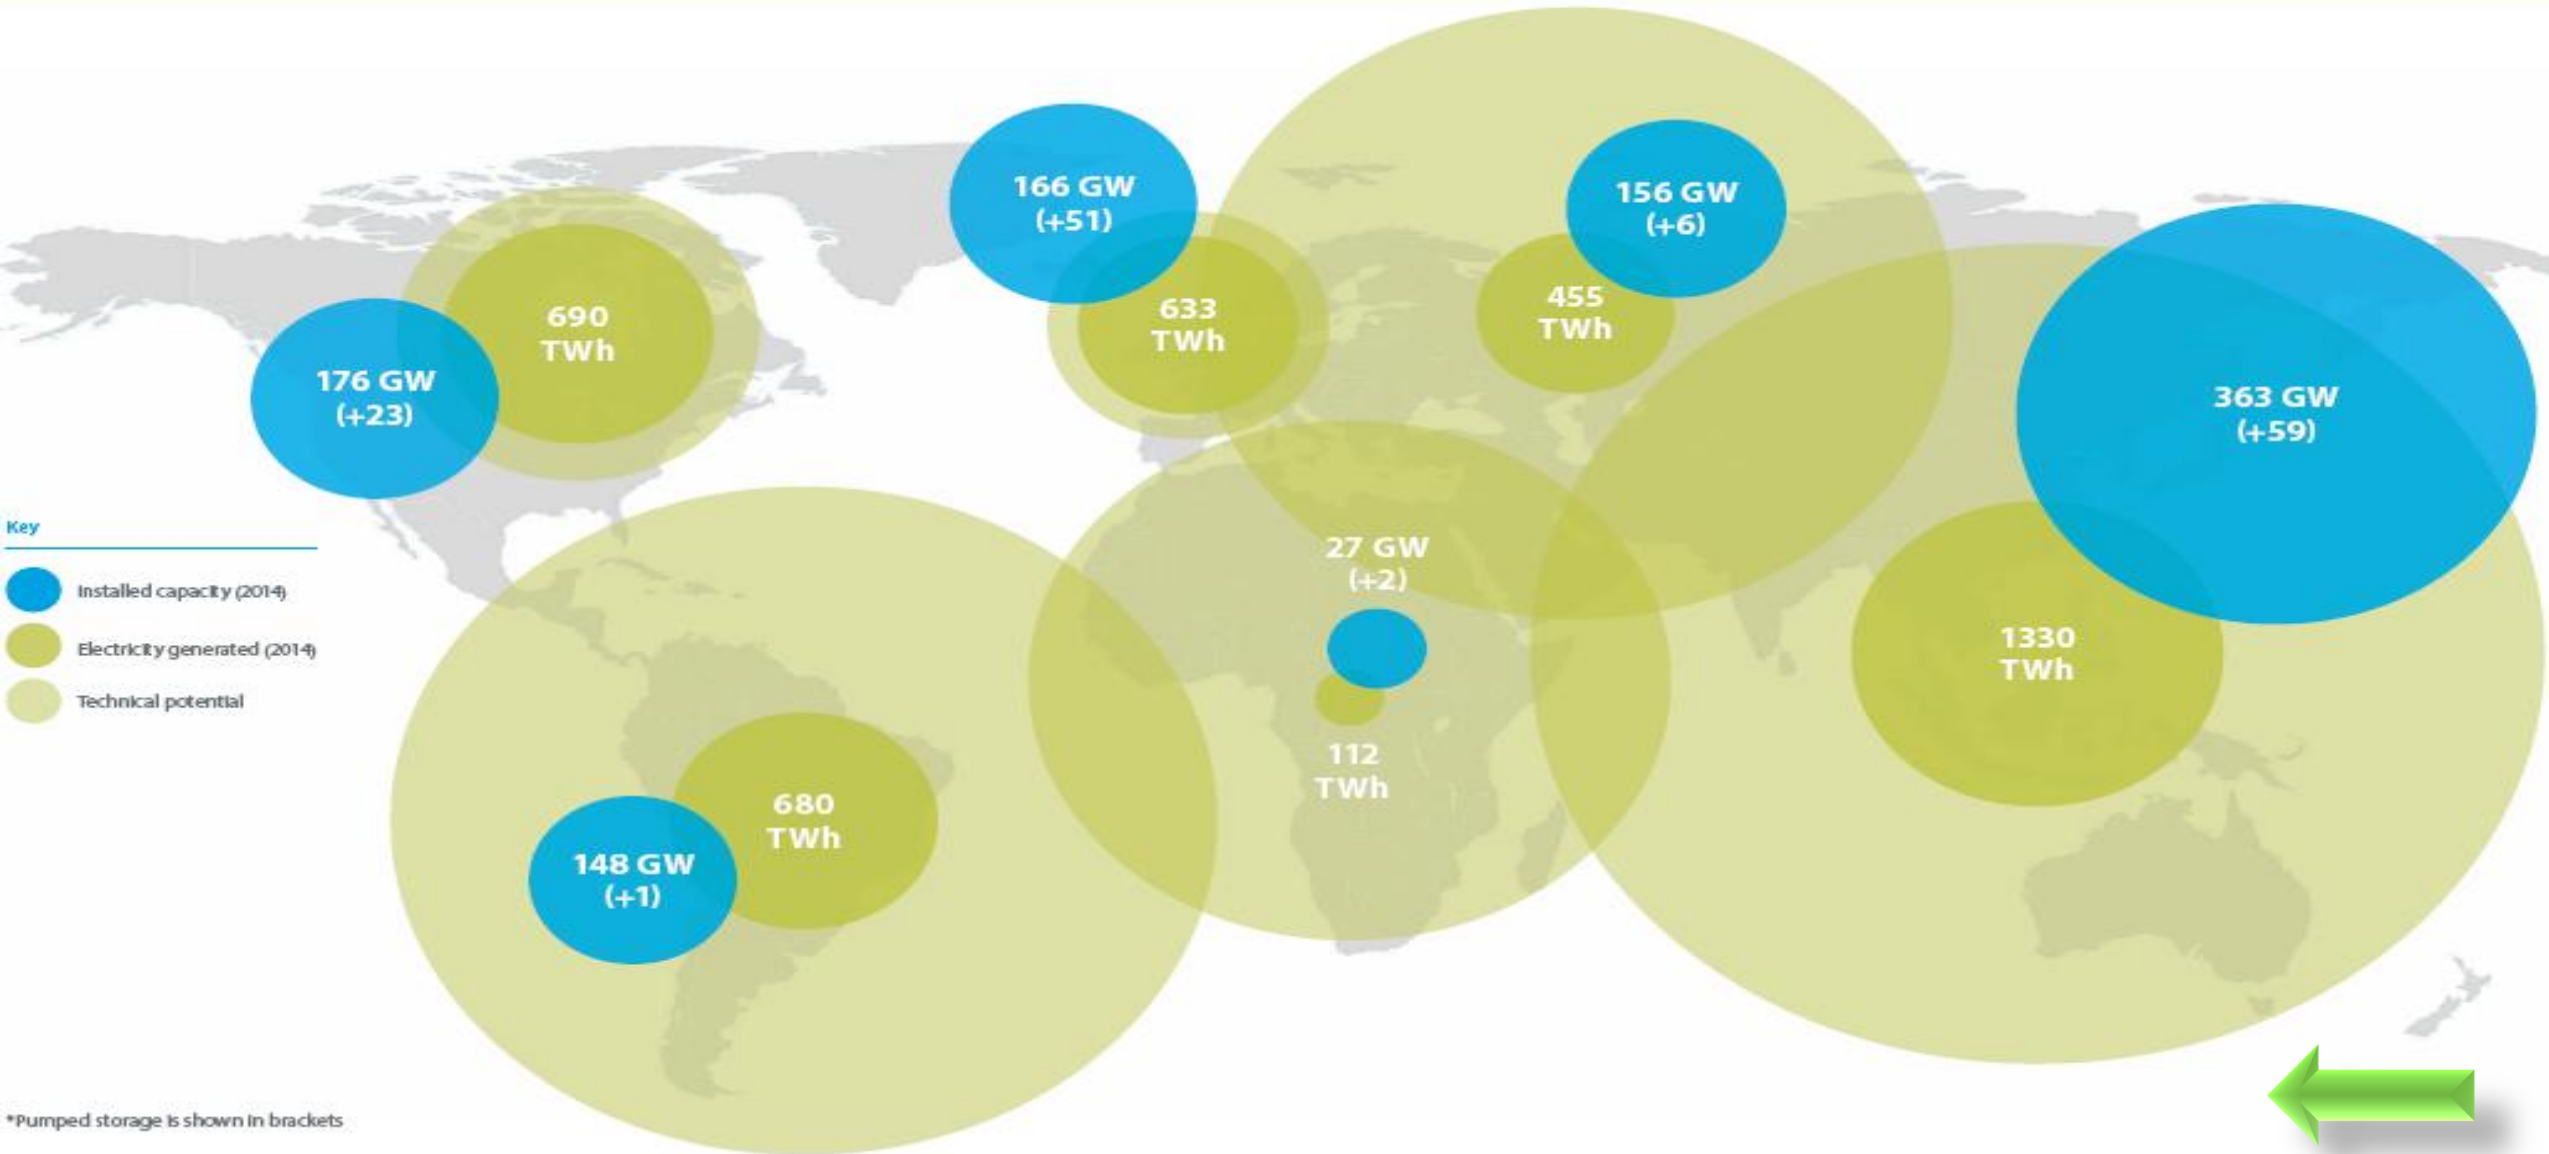 166 GW
(+51)
156 GW
(+6)
690
TWh
633
TWh
455
TWh
176 GW
(+23)
363 GW
(+59)
Key
Installed capacity (2014)
Electricity generated (2014)
Technical potential
27 GW
(+2)
1330
TWh
112
TWh
680
TWh
148 GW
(+1)
*Pumped storage is shown in brackets